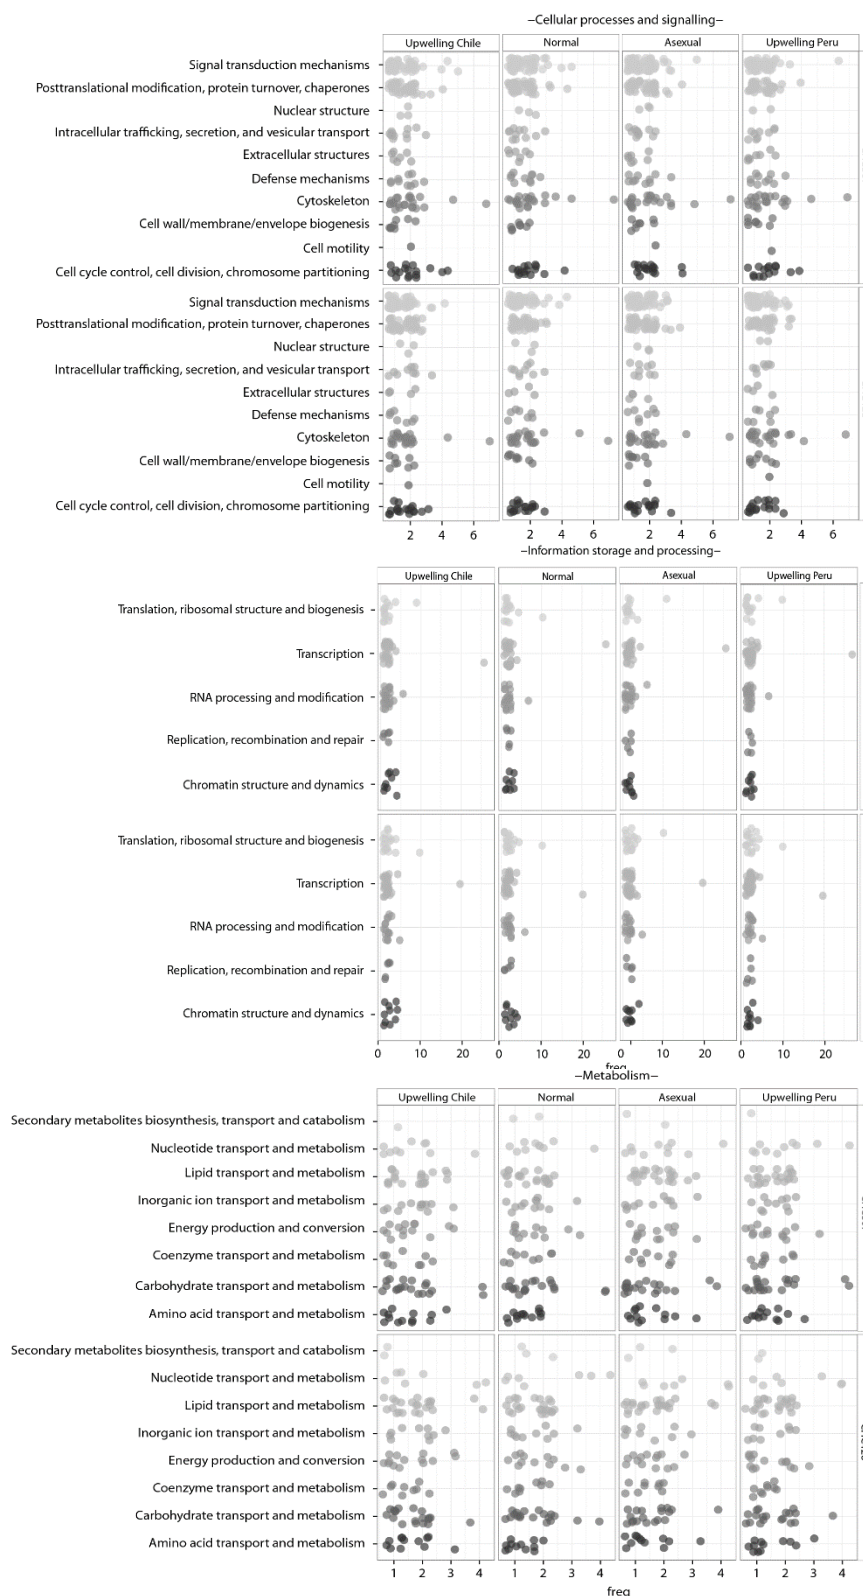 –Cellular processes and signalling–
Upwelling Chile Normal Asexual Upwelling Peru
Signal transduction mechanisms
Posttranslational modification, protein turnover, chaperones
Nuclear structure
Intracellular trafficking, secretion, and vesicular transport
Extracellular structures
Defense mechanisms
Cytoskeleton
Cell wall/membrane/envelope biogenesis
Cell motility
Cell cycle control, cell division, chromosome partitioning
Signal transduction mechanisms
Posttranslational modification, protein turnover, chaperones
Nuclear structure
Intracellular trafficking, secretion, and vesicular transport
Extracellular structures
Defense mechanisms
Cytoskeleton
Cell wall/membrane/envelope biogenesis
Cell motility
Cell cycle control, cell division, chromosome partitioning
2 4 6 2 4 6 2 4 6 2 4 6
–Information storage and processing–
Upwelling Chile Normal Asexual Upwelling Peru
Translation, ribosomal structure and biogenesis
Transcription
RNA processing and modification
Replication, recombination and repair
Chromatin structure and dynamics
Translation, ribosomal structure and biogenesis
Transcription
RNA processing and modification
Replication, recombination and repair
Chromatin structure and dynamics
0 10 20 0 10 20 0 10 20 0 10 20
freq
–Metabolism–
Upwelling Chile Normal Asexual Upwelling Peru
Secondary metabolites biosynthesis, transport and catabolism
Nucleotide transport and metabolism
Lipid transport and metabolism
Inorganic ion transport and metabolism
Energy production and conversion
Coenzyme transport and metabolism
Carbohydrate transport and metabolism
Amino acid transport and metabolism
Secondary metabolites biosynthesis, transport and catabolism
Nucleotide transport and metabolism
Lipid transport and metabolism
Inorganic ion transport and metabolism
Energy production and conversion
Coenzyme transport and metabolism
Carbohydrate transport and metabolism
Amino acid transport and metabolism
1 2 3 4 1 2 3 4 1 2 3 4 1 2 3 4
freq